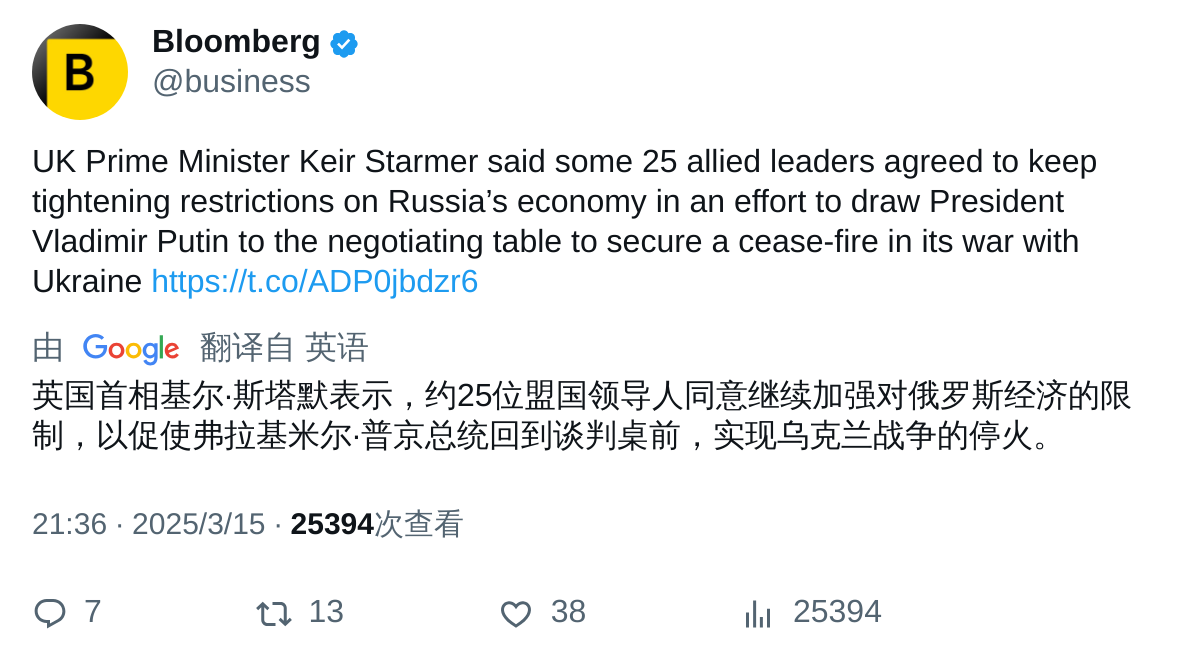 B
Bloomberg
@business
UK Prime Minister Keir Starmer said some 25 allied leaders agreed to keep
tightening restrictions on Russia’s economy in an effort to draw President
Vladimir Putin to the negotiating table to secure a cease-fire in its war with
Ukraine https://t.co/ADP0jbdzr6
由 Google 翻译自 英语
英国首相基尔·斯塔默表示，约25位盟国领导人同意继续加强对俄罗斯经济的限
制，以促使弗拉基米尔·普京总统回到谈判桌前，实现乌克兰战争的停火。
21:36 · 2025/3/15 · 25394次查看
7 13 38 25394